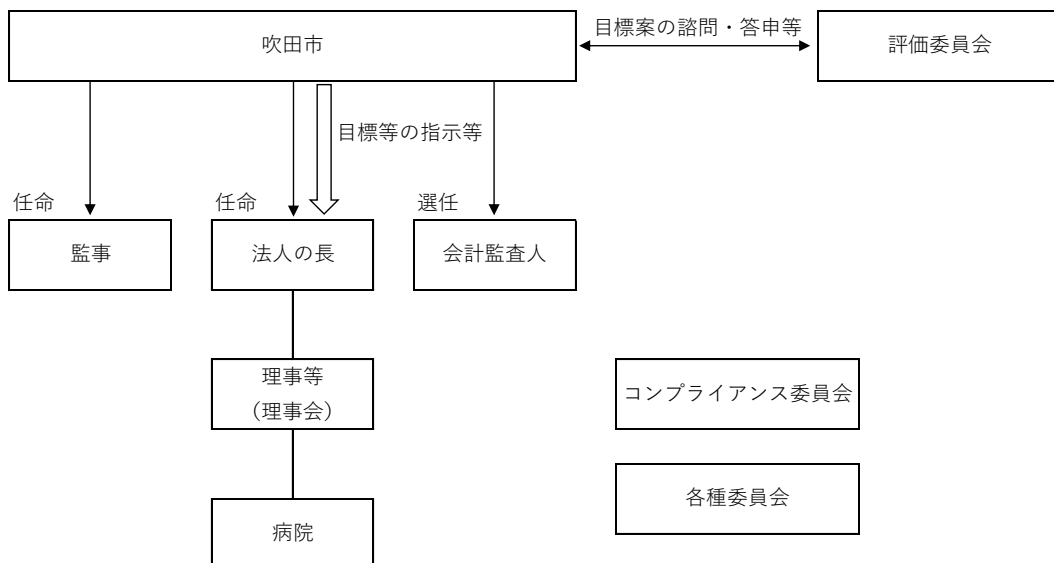 吹田市
目標案の諮問・答申等
評価委員会
目標等の指示等
任命
任命
選任
監事
法人の長
会計監査人
理事等
（理事会）
コンプライアンス委員会
各種委員会
病院